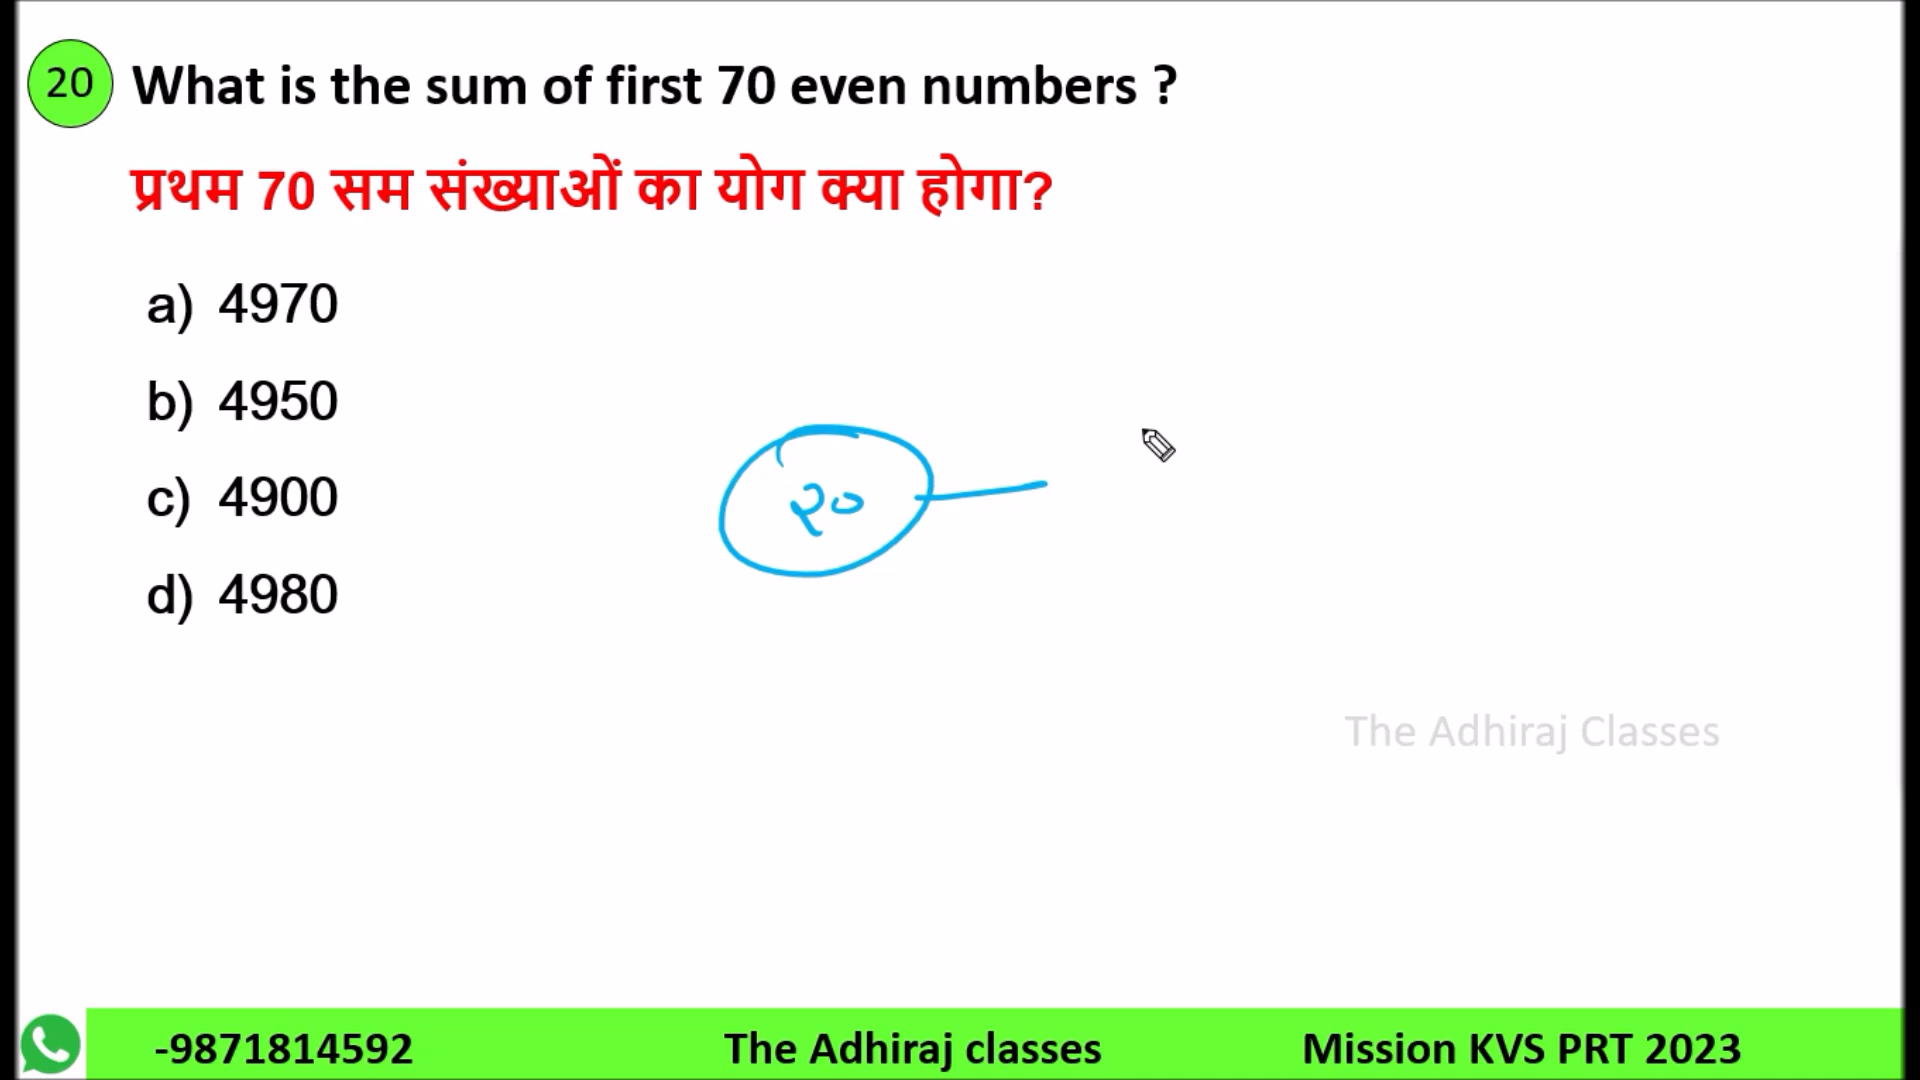 20 What is the sum of first 70 even numbers ?
प्रथम 70 सम संख्याओं का योग क्या होगा?
a) 4970
b) 4950
c) 4900
d) 4980
२०
The Adhiraj Classes
-9871814592 The Adhiraj classes Mission KVS PRT 2023